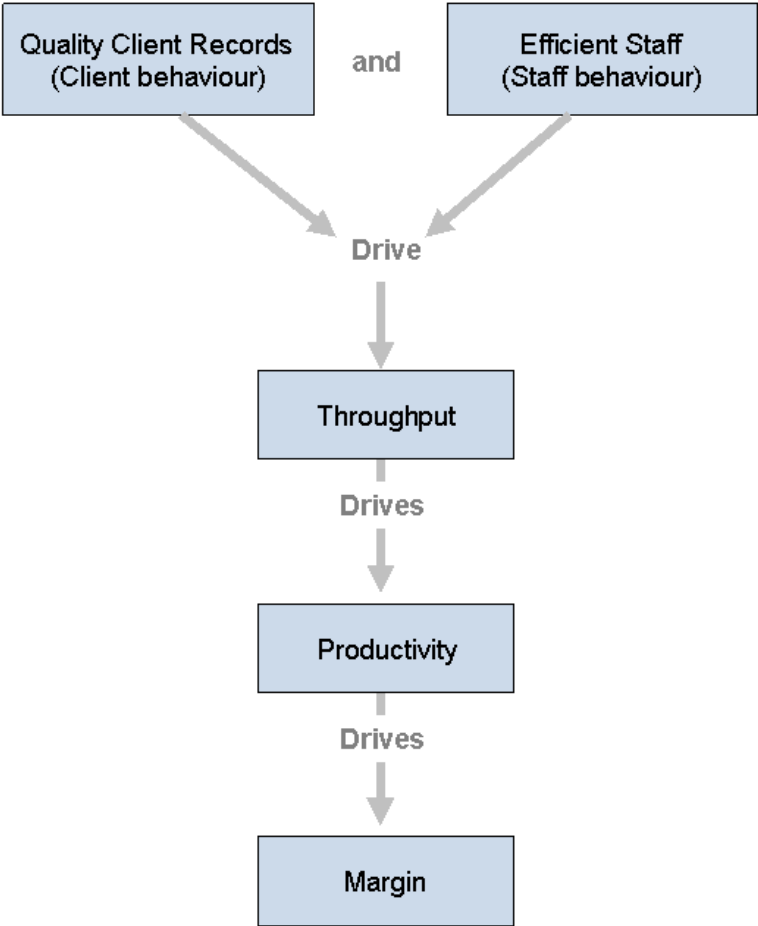 Quality Client Records
(Client behaviour)
and
Efficient Staff
(Staff behaviour)
Drive
Throughput
Drives
Productivity
Drives
Margin